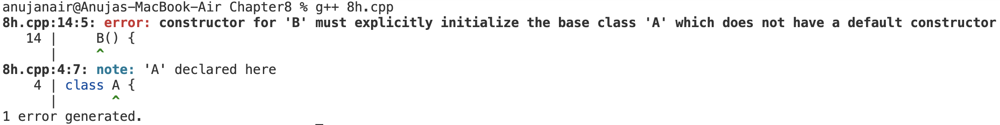 anujanair@Anujas-MacBook-Air Chapter8 % g++ 8h.cpp
8h.cpp:14:5: error: constructor for 'B' must explicitly initialize the base class 'A' which does not have a default constructor
   14 |     B() {
      |     ^
8h.cpp:4:7: note: 'A' declared here
    4 | class A {
      |       ^
1 error generated.